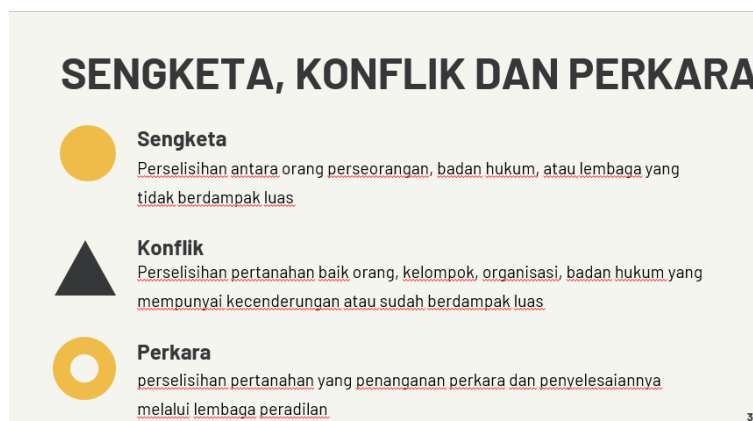 SENGKETA, KONFLIK DAN PERKARA
Sengketa
Perselisihan antara orang perseorangan, badan hukum, atau lembaga yang
tidak berdampak luas
Konflik
Perselisihan pertanahan baik orang, kelompok, organisasi, badan hukum yang
mempunyai kecenderungan atau sudah berdampak luas
Perkara
perselisihan pertanahan yang penanganan perkara dan penyelesaiannya
melalui lembaga peradilan
3